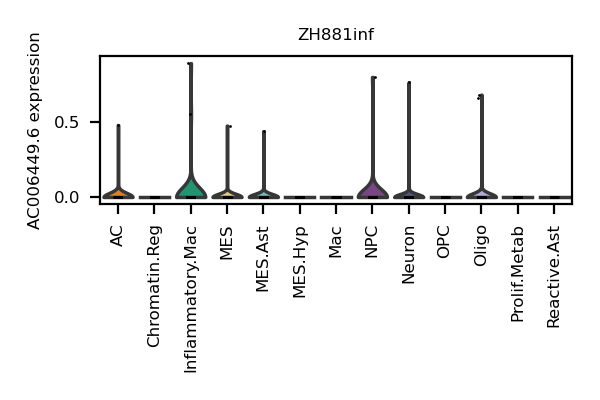 ZH881inf
AC006449.6 expression
0.5
0.0
AC
Chromatin.Reg
Inflammatory.Mac
MES
MES.Ast
MES.Hyp
Mac
NPC
Neuron
OPC
Oligo
Prolif.Metab
Reactive.Ast